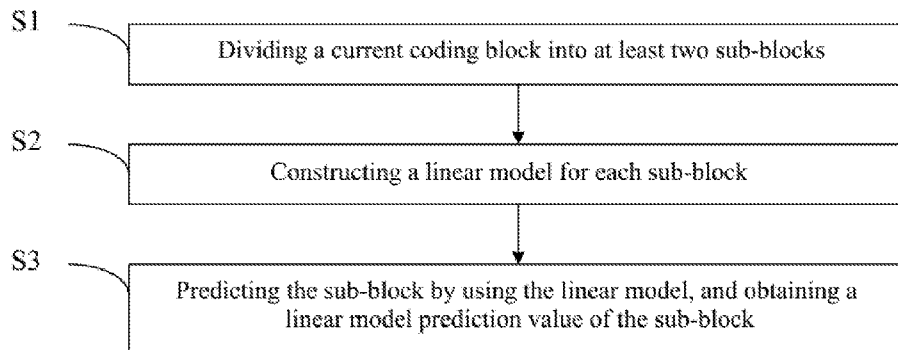 S1
Dividing a current coding block into at least two sub-blocks
S2
Constructing a linear model for each sub-block
S3
Predicting the sub-block by using the linear model, and obtaining a
linear model prediction value of the sub-block